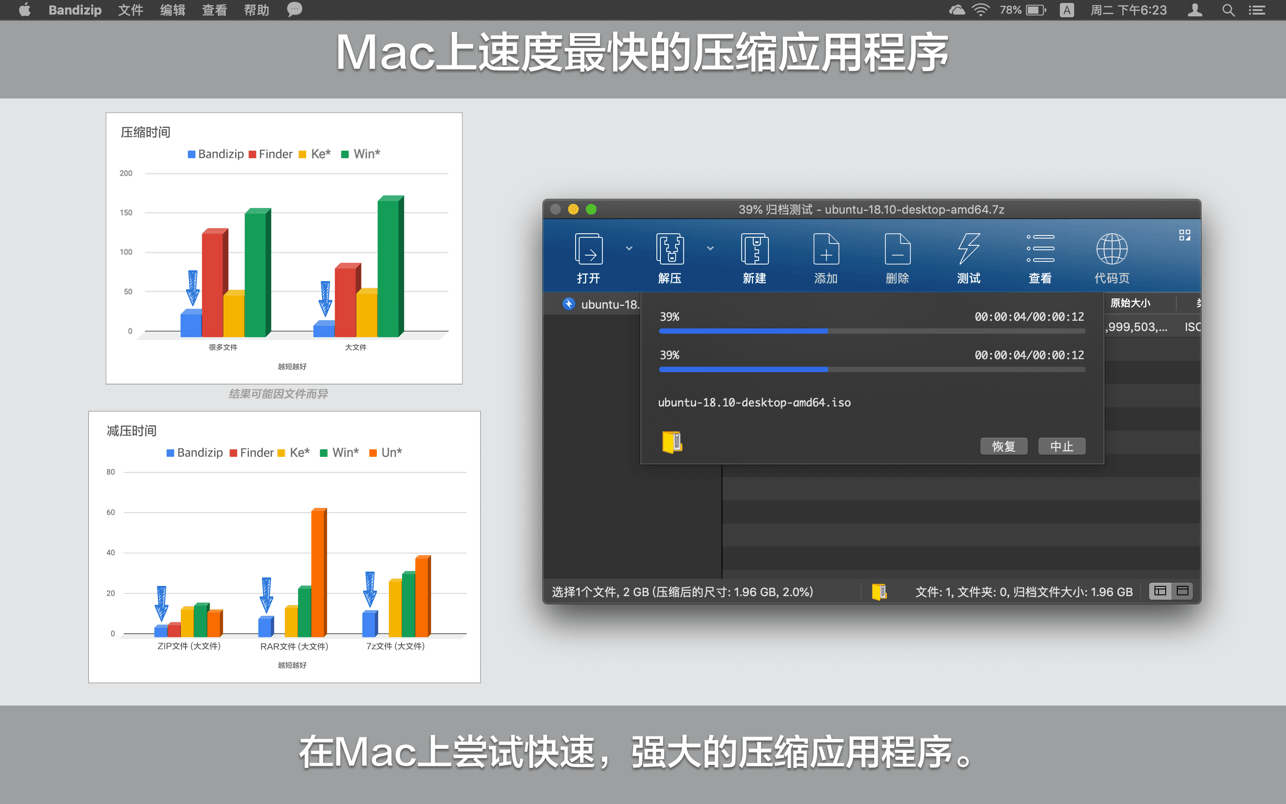 Bandizip 文件 编辑 查看 帮助 78% A 周二 下午6:23
Mac上速度最快的压缩应用程序
压缩时间
Bandizip Finder Ke* Win*
200
150
100
50
0
很多文件 大文件
越短越好
结果可能因文件而异
减压时间
Bandizip Finder Ke* Win* Un*
80
60
40
20
0
ZIP文件 (大文件) RAR文件 (大文件) 7z文件 (大文件)
越短越好
39% 归档测试 - ubuntu-18.10-desktop-amd64.7z
打开 解压 新建 添加 删除 测试 查看 代码页
ubuntu-18. 原始大小
,999,503,... ISO
39% 00:00:04/00:00:12
39% 00:00:04/00:00:12
ubuntu-18.10-desktop-amd64.iso
恢复 中止
选择1个文件, 2 GB (压缩后的尺寸: 1.96 GB, 2.0%) 文件: 1, 文件夹: 0, 归档文件大小: 1.96 GB
在Mac上尝试快速，强大的压缩应用程序。